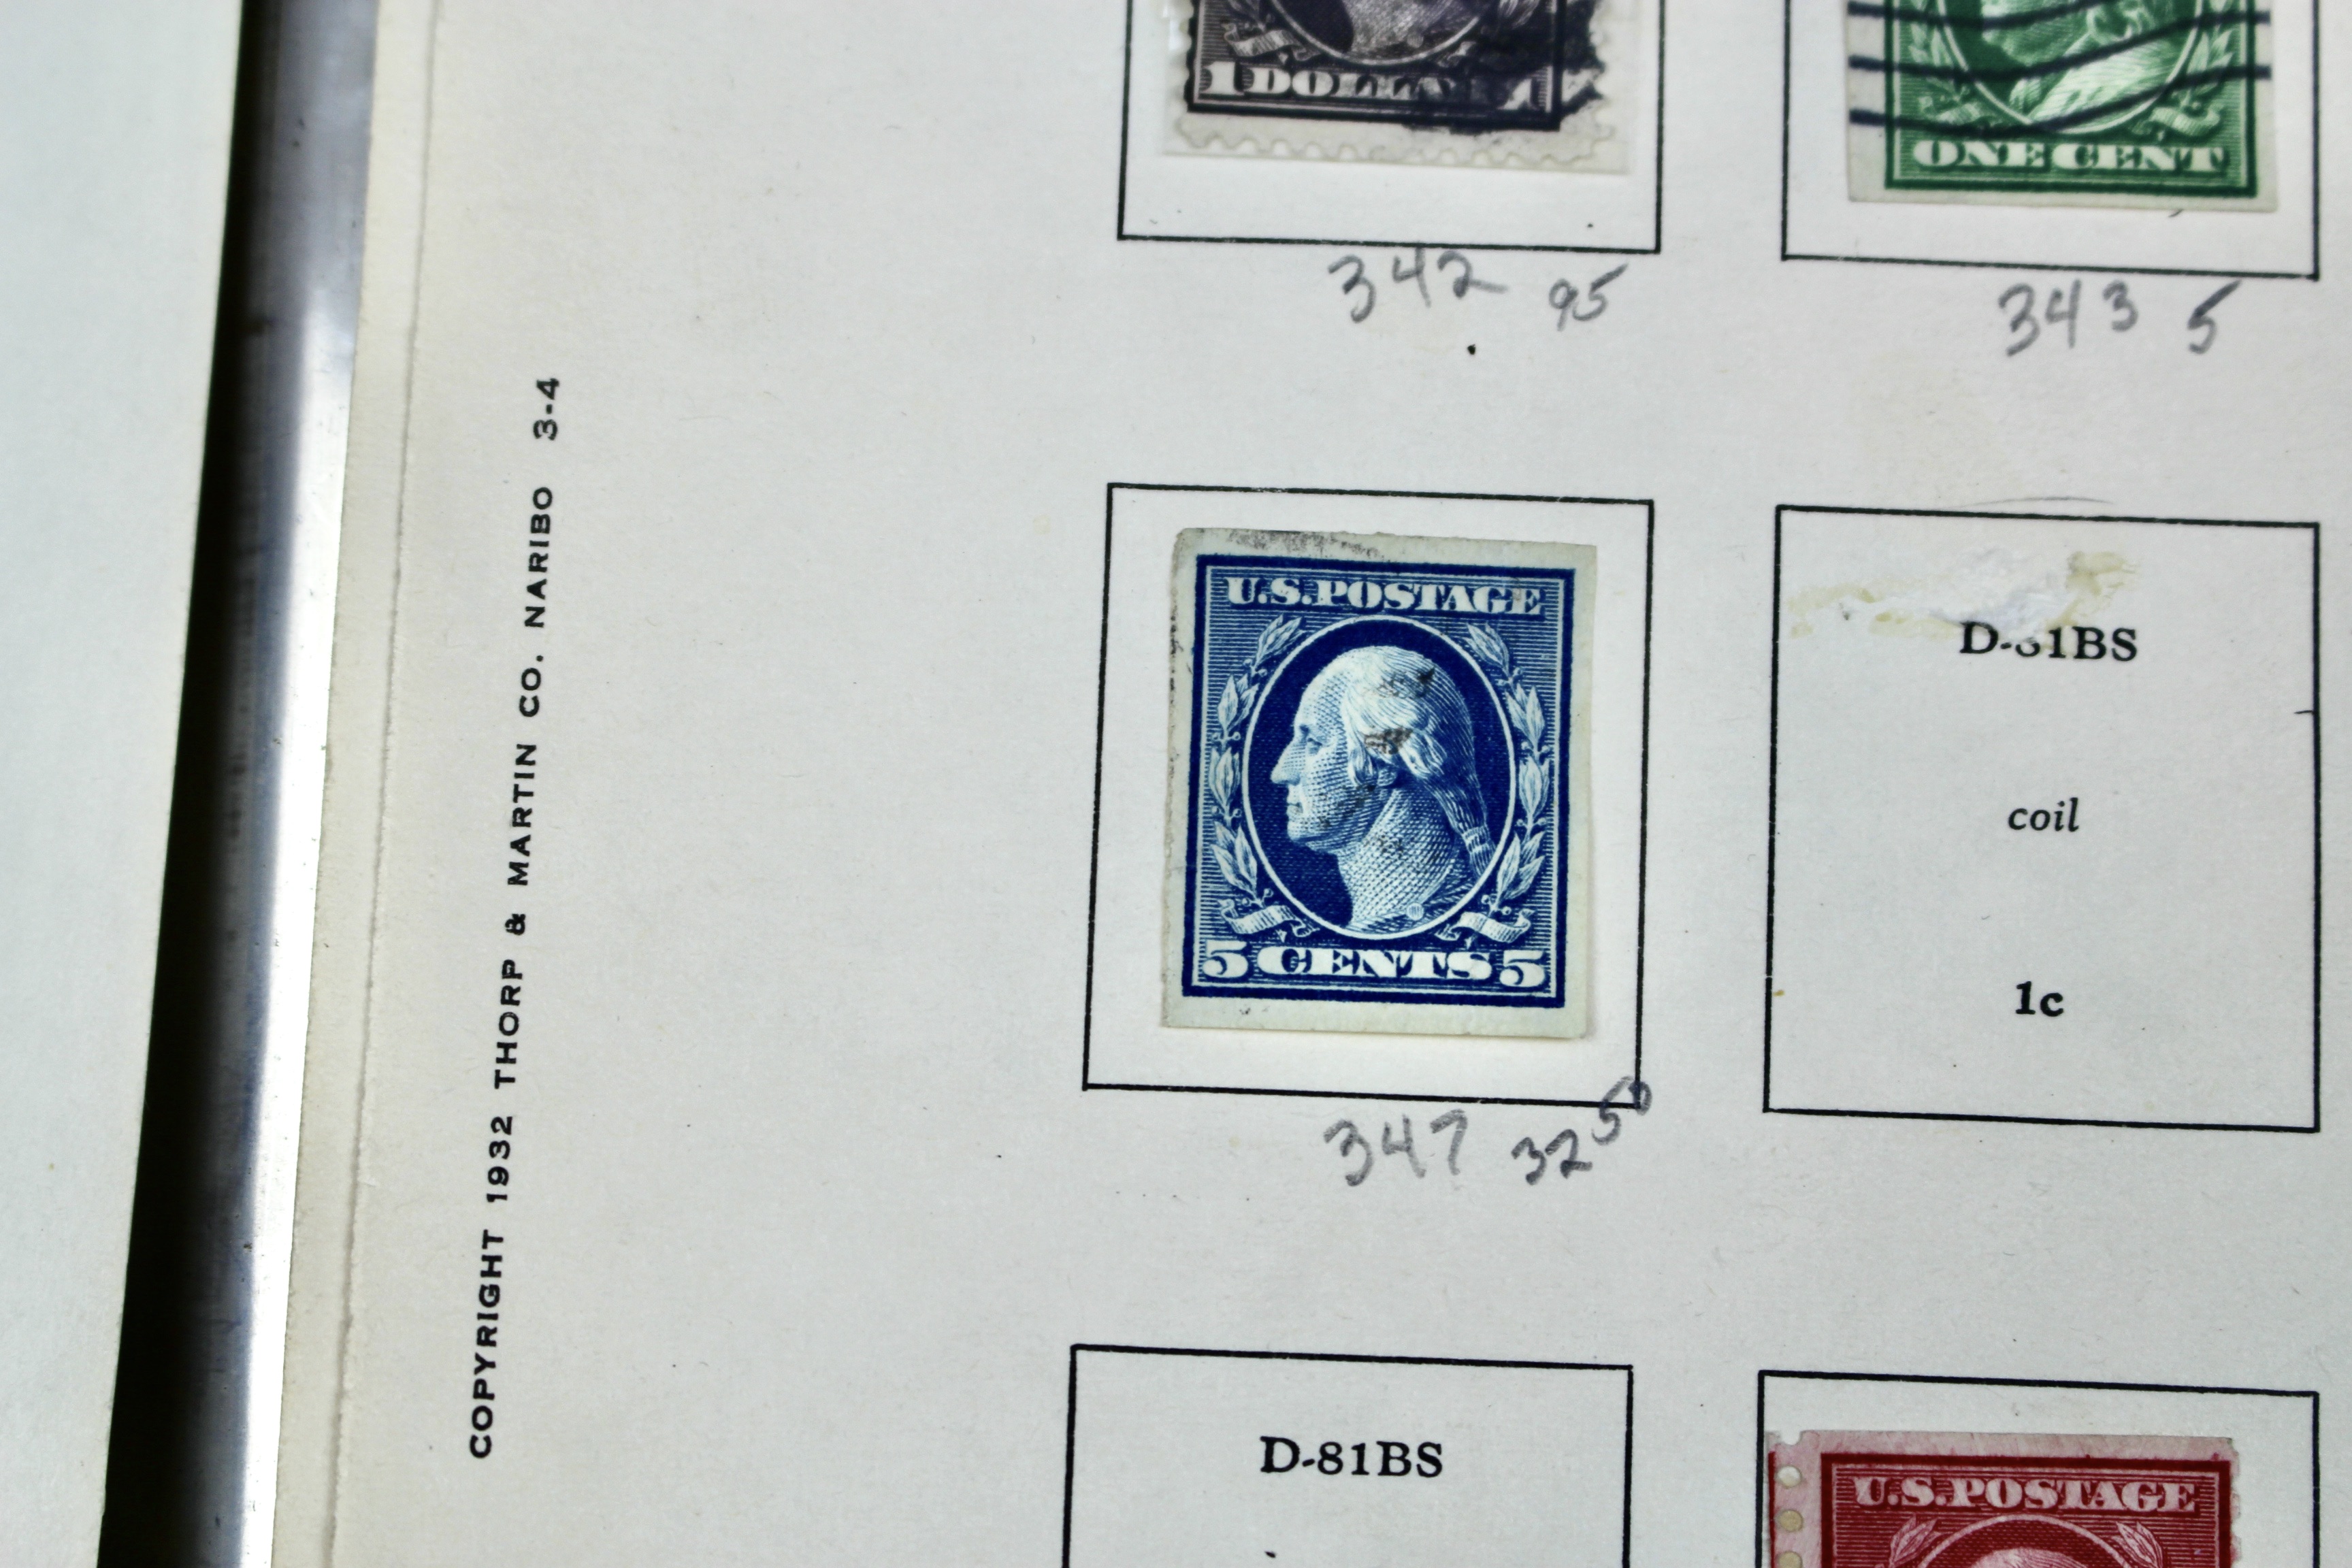 1 DOLLAR 1
ONE CENT
342 95
343 5
COPYRIGHT 1932 THORP & MARTIN CO. NARIBO 3-4
U.S.POSTAGE
5 CENTS 5
347 32 50
D-81BS
coil
1c
D-81BS
U.S.POSTAGE